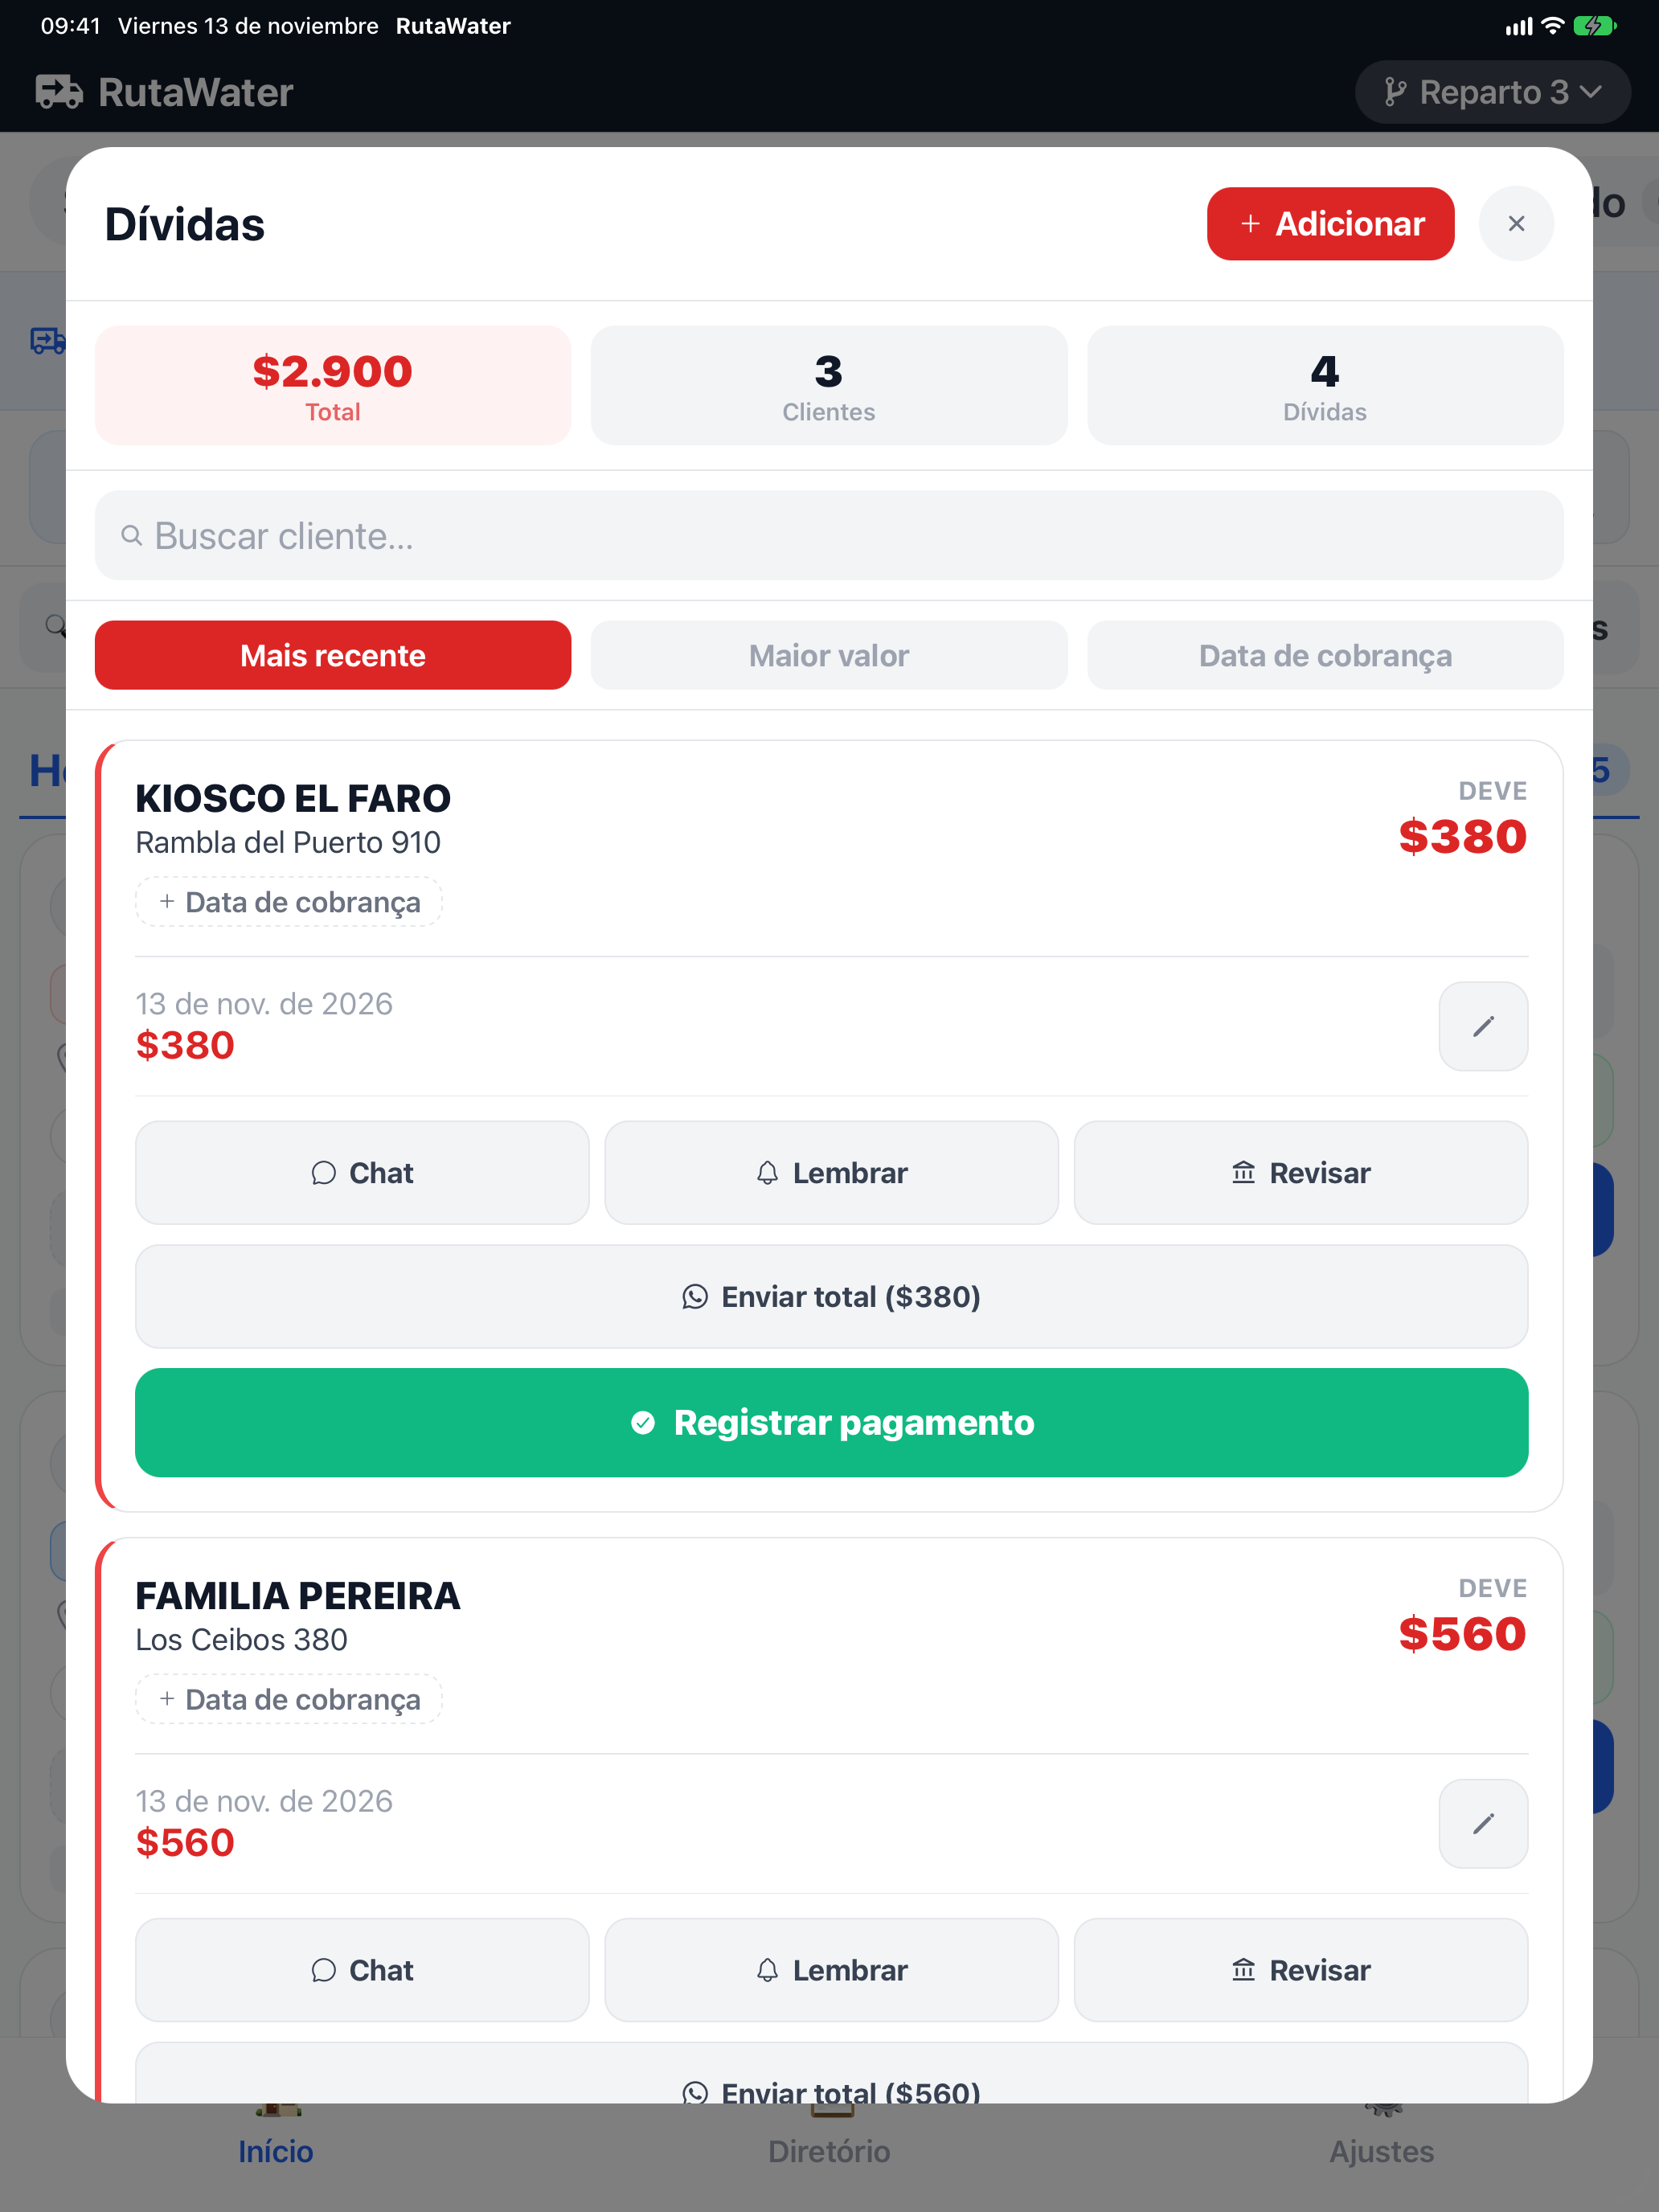 09:41 Viernes 13 de noviembre RutaWater
RutaWater
Reparto 3
Dívidas
+ Adicionar
$2.900
Total
3
Clientes
4
Dívidas
Buscar cliente...
Mais recente
Maior valor
Data de cobrança
KIOSCO EL FARO
Rambla del Puerto 910
+ Data de cobrança
DEVE
$380
13 de nov. de 2026
$380
Chat
Lembrar
Revisar
Enviar total ($380)
Registrar pagamento
FAMILIA PEREIRA
Los Ceibos 380
+ Data de cobrança
DEVE
$560
13 de nov. de 2026
$560
Chat
Lembrar
Revisar
Enviar total ($560)
Início
Diretório
Ajustes